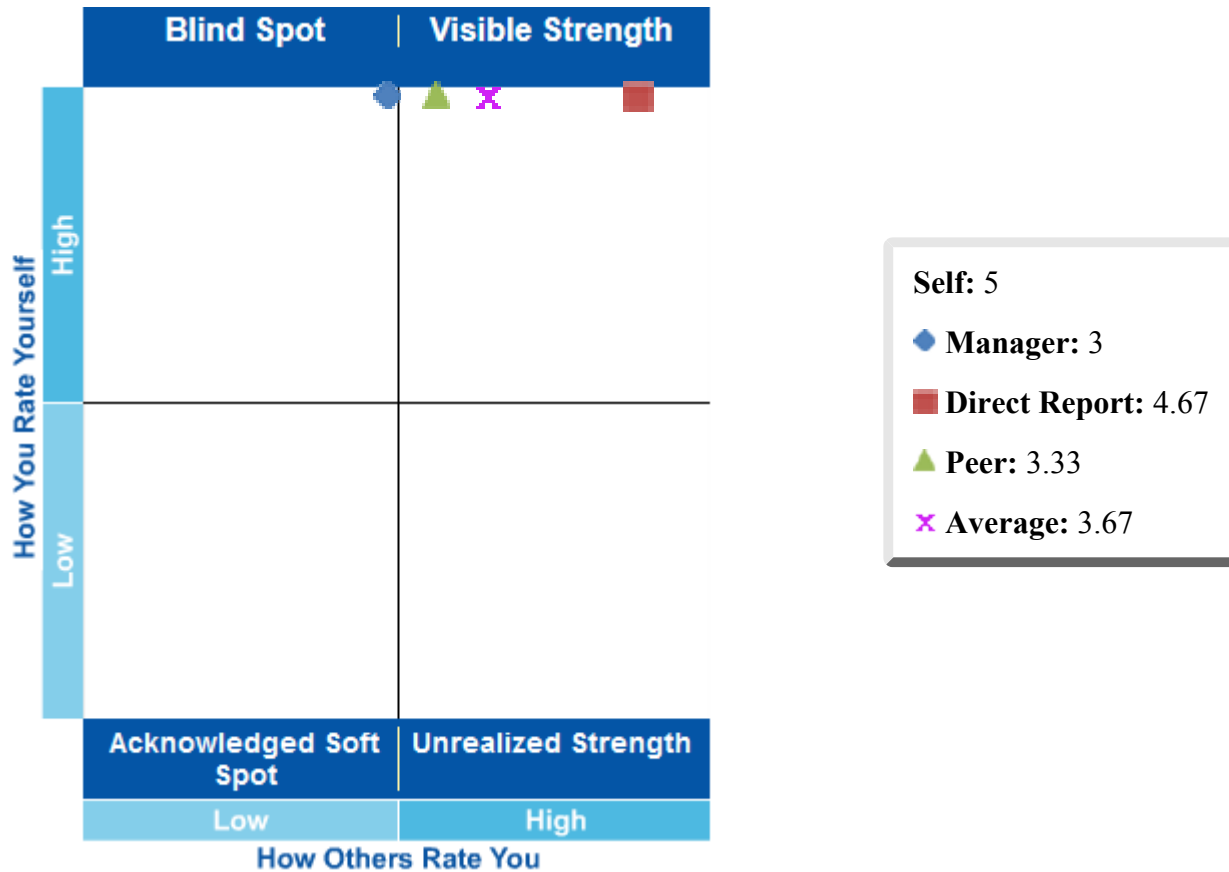 Blind Spot
Visible Strength
How You Rate Yourself
High
Low
Acknowledged Soft
Spot
Unrealized Strength
Low
High
How Others Rate You
Self: 5
Manager: 3
Direct Report: 4.67
Peer: 3.33
Average: 3.67